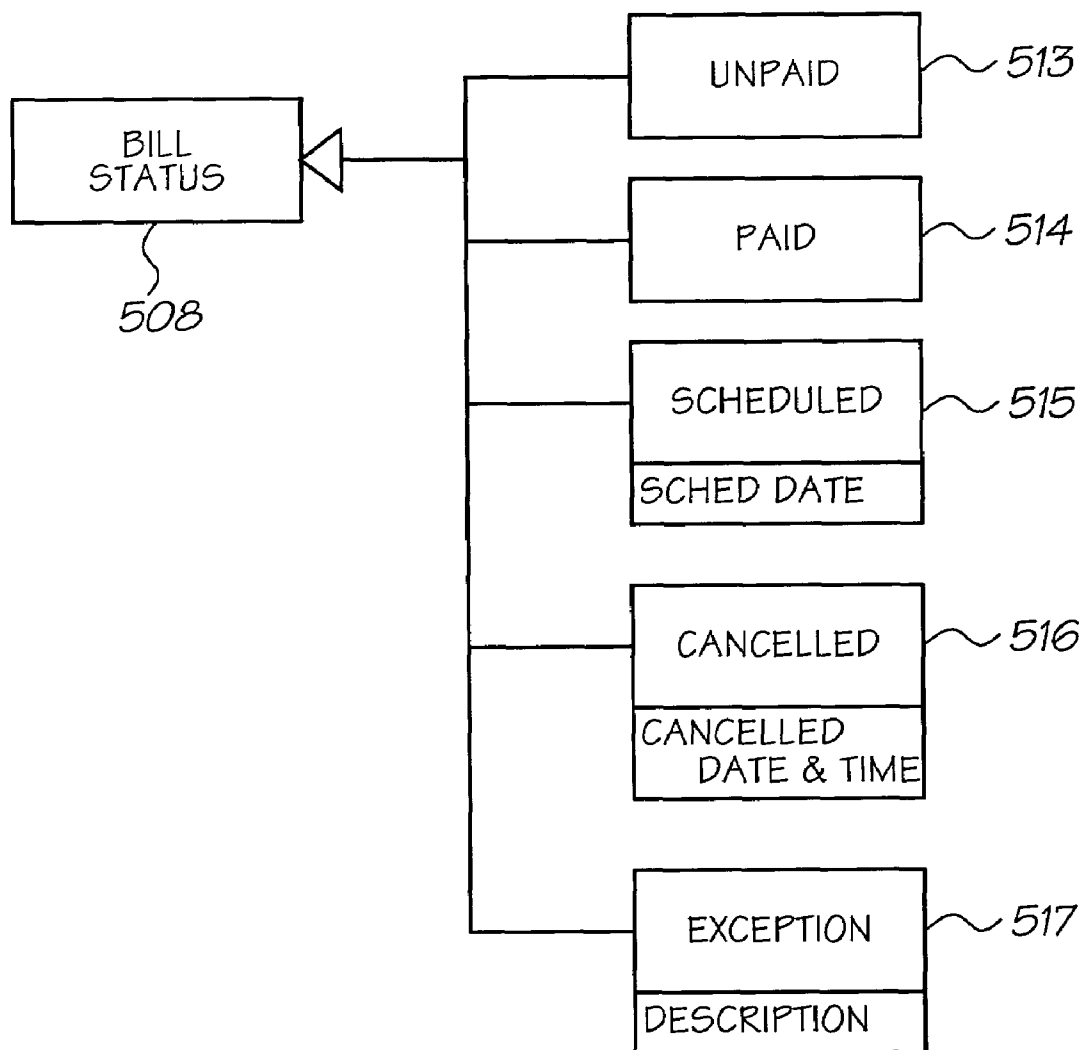 UNPAID
513
BILL
STATUS
508
PAID
514
SCHEDULED
515
SCHED DATE
CANCELLED
516
CANCELLED
DATE & TIME
EXCEPTION
517
DESCRIPTION